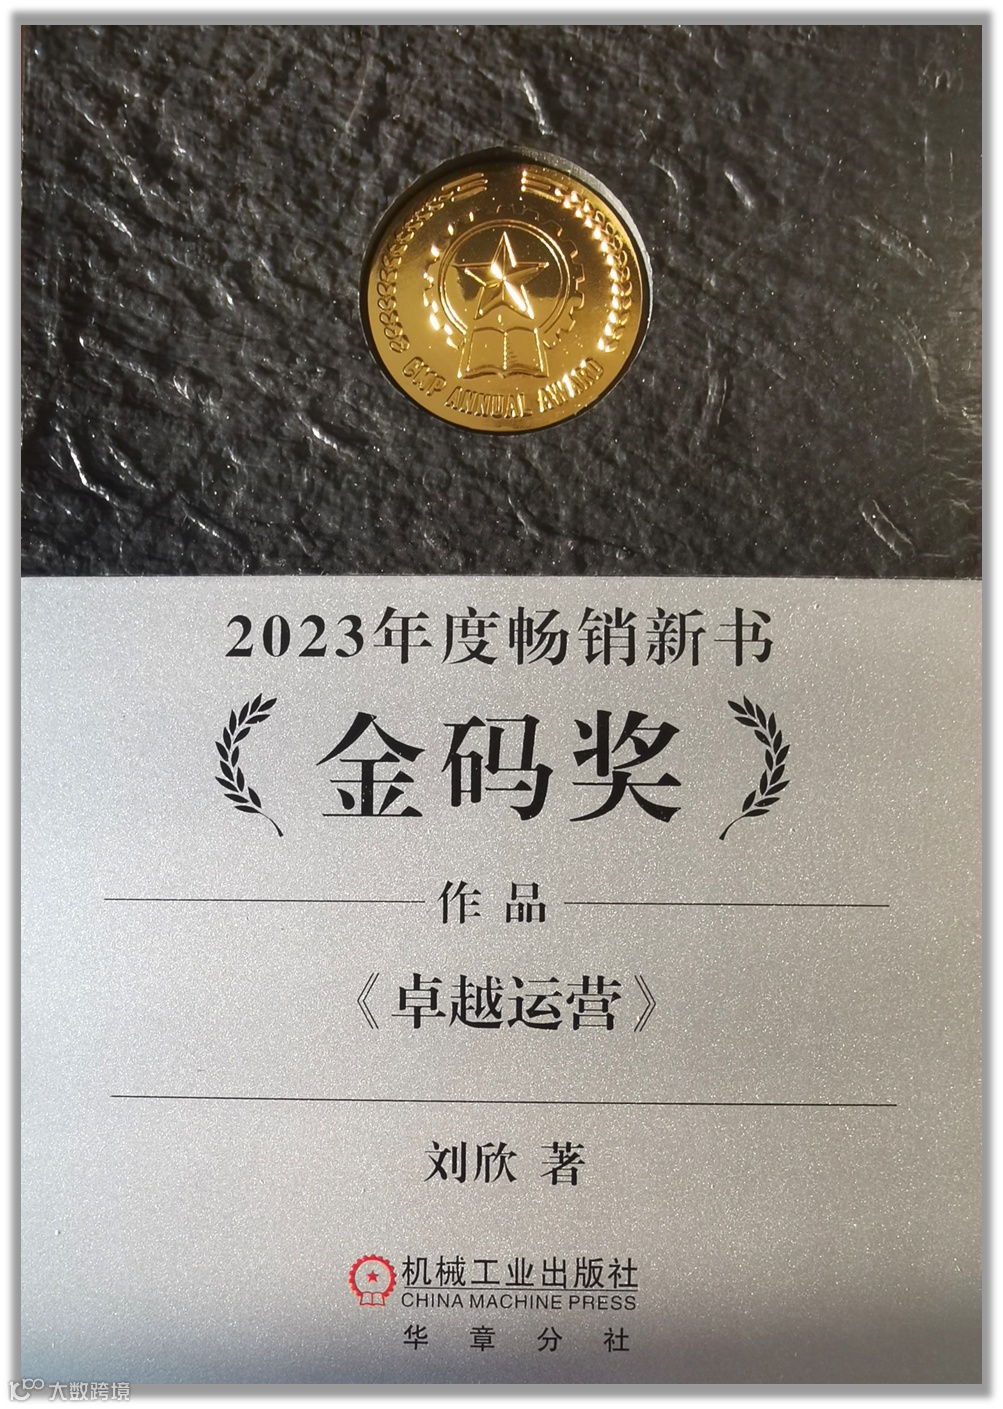 CMP ANNUAL AWARD
2023年度畅销新书
金码奖
作品
《卓越运营》
刘欣 著
机械工业出版社
CHINA MACHINE PRESS
华章分社
大数跨境